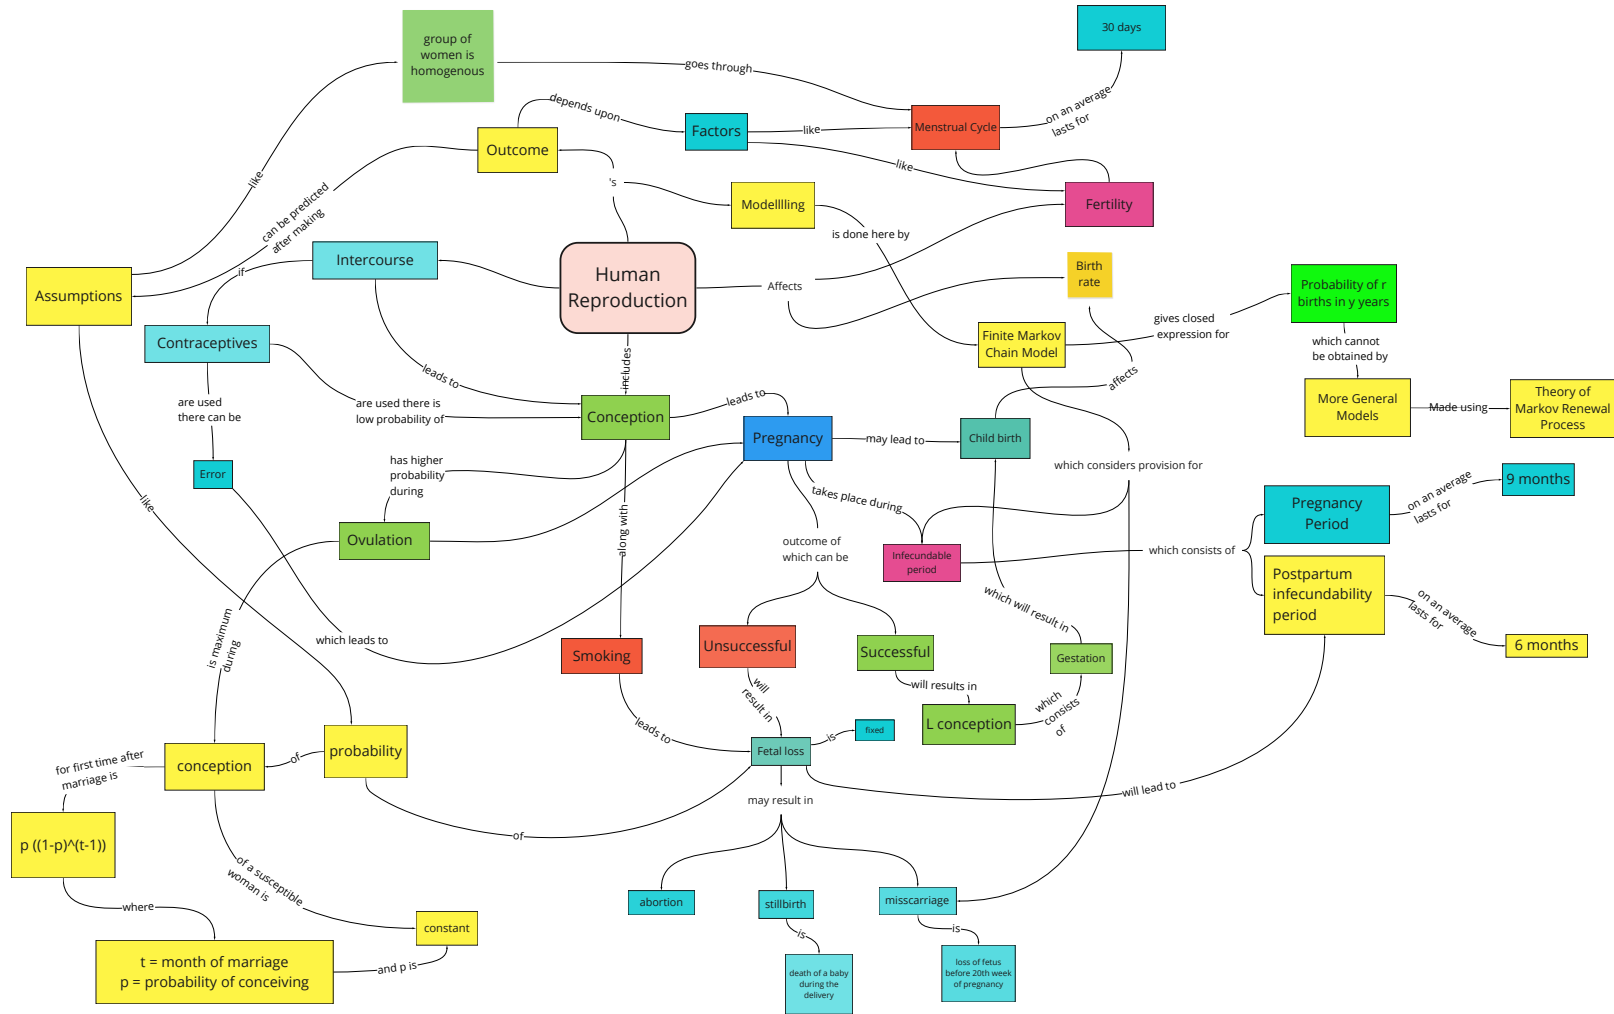 group of
women is
homogenous
30 days
goes through
depends upon
on an average
lasts for
Factors
like
Menstrual Cycle
Outcome
like
like
's
Modelllling
Fertility
can be predicted
after making
is done here by
Intercourse
if
Human
Reproduction
Affects
Birth
rate
Assumptions
Probability of r
births in y years
Contraceptives
gives closed
expression for
Finite Markov
Chain Model
which cannot
be obtained by
includes
leads to
affects
are used
there can be
are used there is
low probability of
Conception
leads to
More General
Models
Made using
Theory of
Markov Renewal
Process
Pregnancy
may lead to
Child birth
has higher
probability
during
Error
which considers provision for
9 months
like
takes place during
on an average
lasts for
Pregnancy
Period
along with
Ovulation
outcome of
which can be
Infecundable
period
which consists of
Postpartum
infecundability
period
which will result in
on an average
lasts for
is maximum
during
which leads to
Smoking
Unsuccessful
Successful
Gestation
6 months
will
result in
will results in
which
consists
of
L conception
leads to
is
fixed
Fetal loss
probability
of
conception
for first time after
marriage is
will lead to
may result in
p ((1-p)^(t-1))
of
of a susceptible
woman is
abortion
stillbirth
misscarriage
where
constant
is
is
t = month of marriage
p = probability of conceiving
and p is
death of a baby
during the
delivery
loss of fetus
before 20th week
of pregnancy